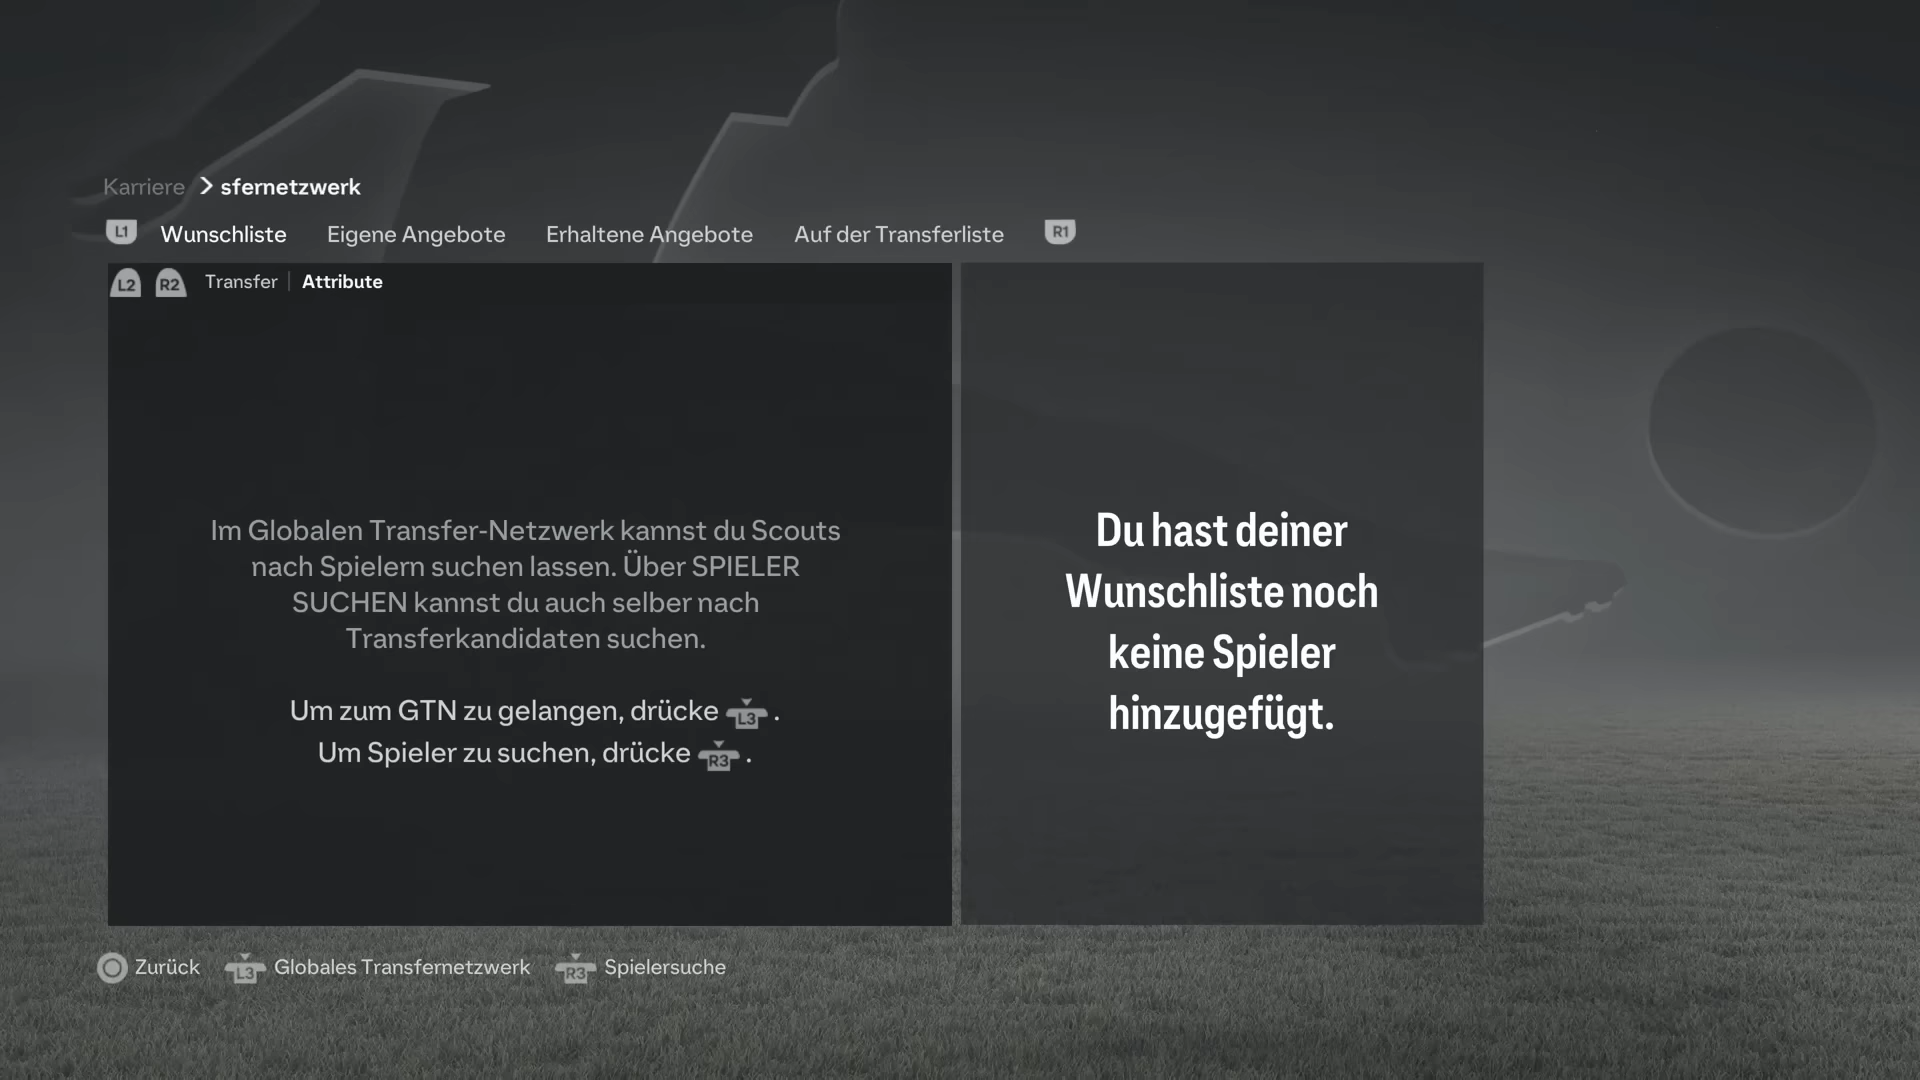 Karriere > sfernetzwerk
L1 Wunschliste Eigene Angebote Erhaltene Angebote Auf der Transferliste R1
L2 R2 Transfer | Attribute
Im Globalen Transfer-Netzwerk kannst du Scouts
nach Spielern suchen lassen. Über SPIELER
SUCHEN kannst du auch selber nach
Transferkandidaten suchen.
Um zum GTN zu gelangen, drücke L3 .
Um Spieler zu suchen, drücke R3 .
Du hast deiner
Wunschliste noch
keine Spieler
hinzugefügt.
Zurück L3 Globales Transfernetzwerk R3 Spielersuche